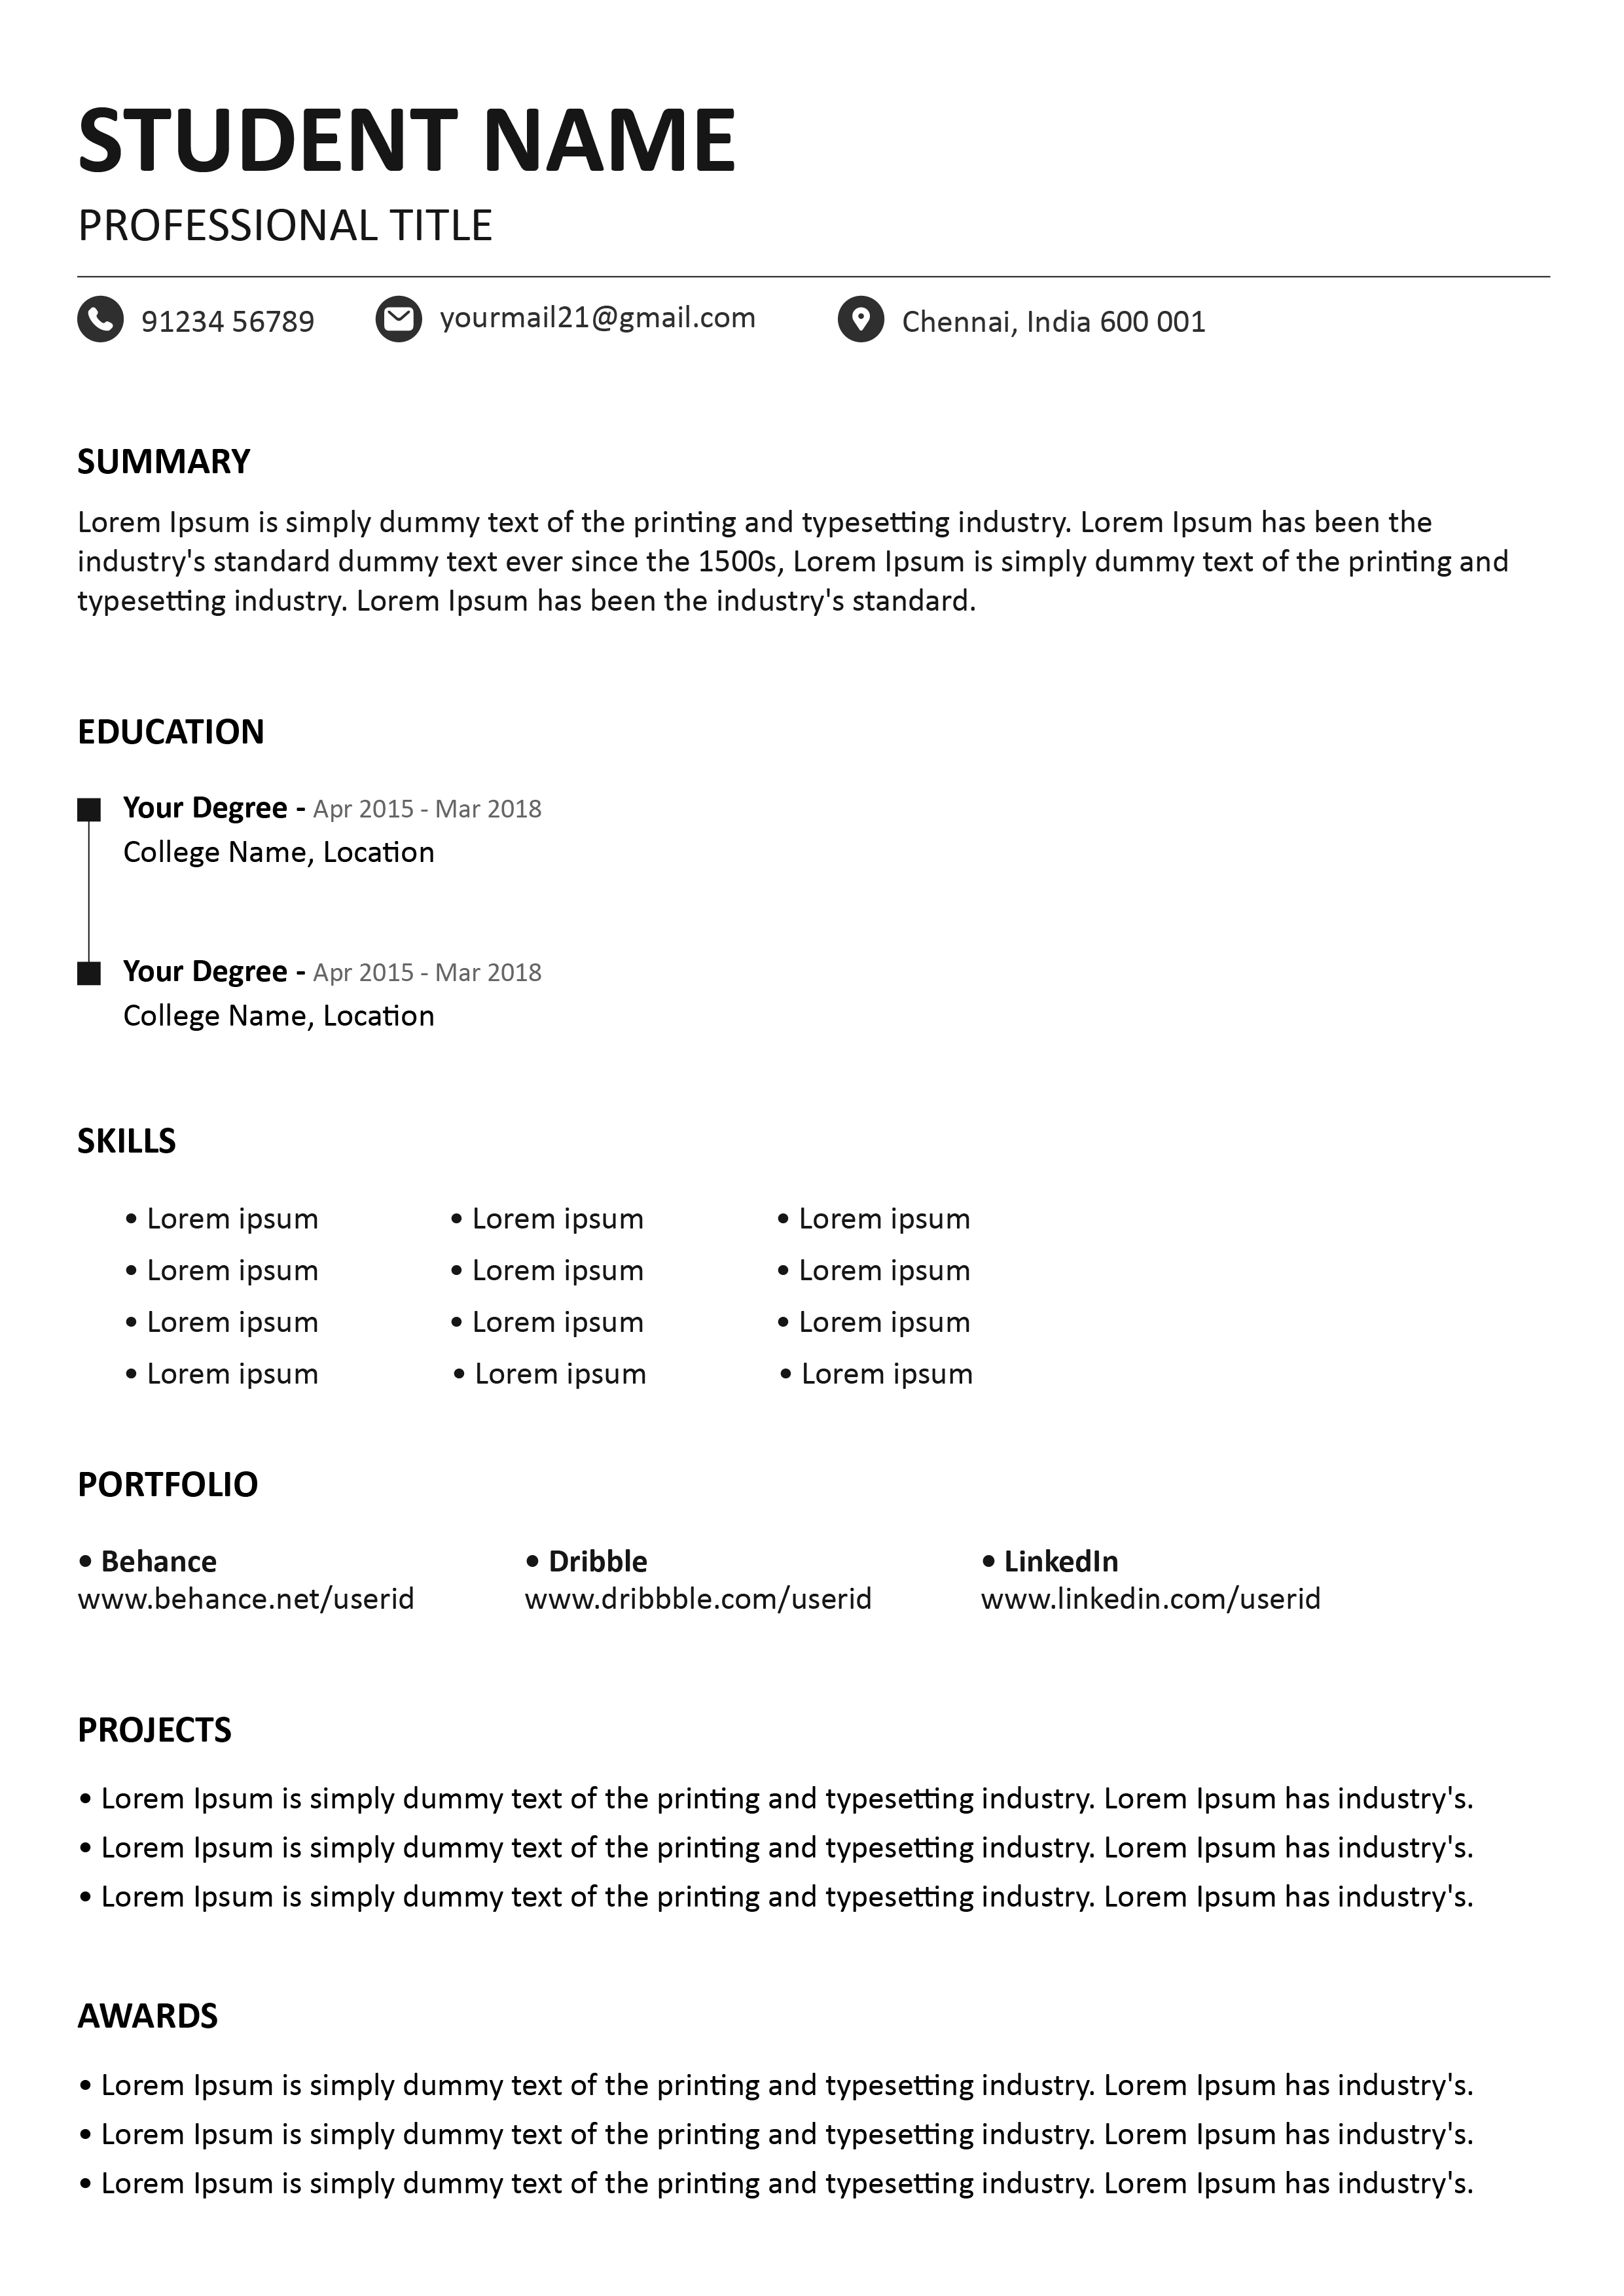 STUDENT NAME
PROFESSIONAL TITLE
91234 56789 yourmail21@gmail.com Chennai, India 600 001
SUMMARY
Lorem Ipsum is simply dummy text of the printing and typesetting industry. Lorem Ipsum has been the
industry's standard dummy text ever since the 1500s, Lorem Ipsum is simply dummy text of the printing and
typesetting industry. Lorem Ipsum has been the industry's standard.
EDUCATION
Your Degree - Apr 2015 - Mar 2018
College Name, Location
Your Degree - Apr 2015 - Mar 2018
College Name, Location
SKILLS
• Lorem ipsum • Lorem ipsum • Lorem ipsum
• Lorem ipsum • Lorem ipsum • Lorem ipsum
• Lorem ipsum • Lorem ipsum • Lorem ipsum
• Lorem ipsum • Lorem ipsum • Lorem ipsum
PORTFOLIO
• Behance • Dribble • LinkedIn
www.behance.net/userid www.dribbble.com/userid www.linkedin.com/userid
PROJECTS
• Lorem Ipsum is simply dummy text of the printing and typesetting industry. Lorem Ipsum has industry's.
• Lorem Ipsum is simply dummy text of the printing and typesetting industry. Lorem Ipsum has industry's.
• Lorem Ipsum is simply dummy text of the printing and typesetting industry. Lorem Ipsum has industry's.
AWARDS
• Lorem Ipsum is simply dummy text of the printing and typesetting industry. Lorem Ipsum has industry's.
• Lorem Ipsum is simply dummy text of the printing and typesetting industry. Lorem Ipsum has industry's.
• Lorem Ipsum is simply dummy text of the printing and typesetting industry. Lorem Ipsum has industry's.